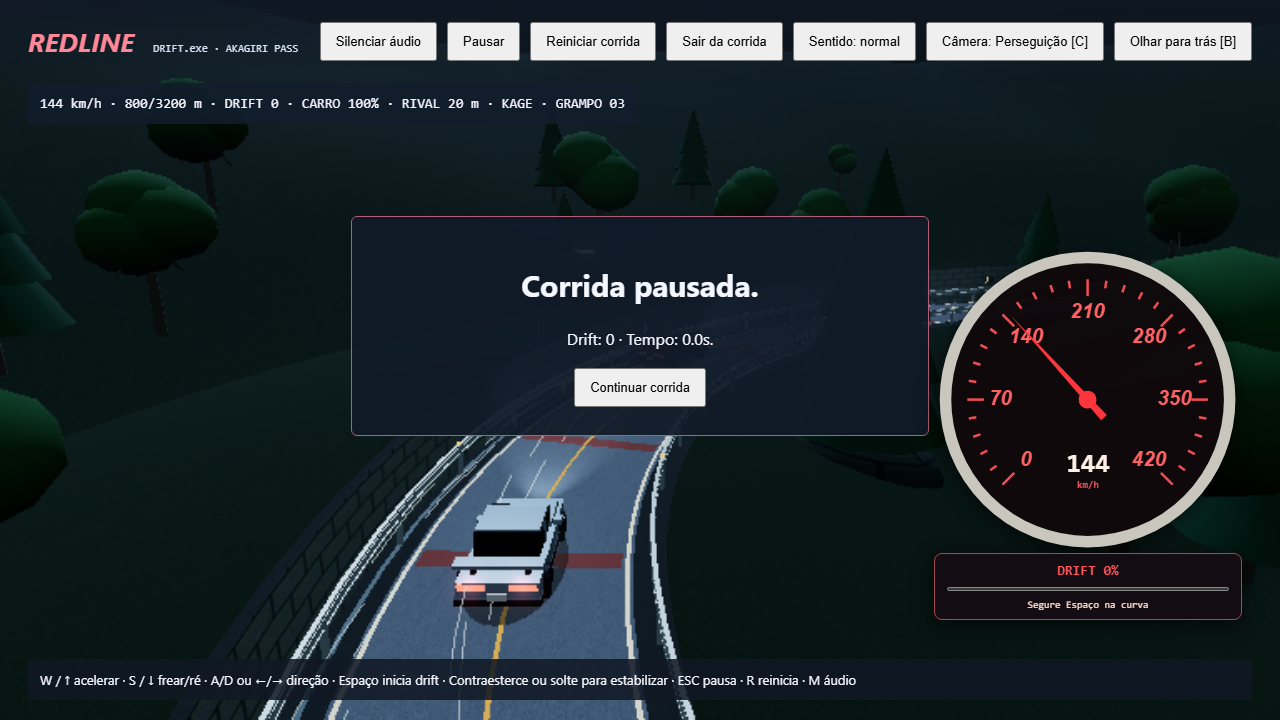 REDLINE DRIFT.exe · AKAGIRI PASS
Silenciar áudio
Pausar
Reiniciar corrida
Sair da corrida
Sentido: normal
Câmera: Perseguição [C]
Olhar para trás [B]
144 km/h · 800/3200 m · DRIFT 0 · CARRO 100% · RIVAL 20 m · KAGE · GRAMPO 03
Corrida pausada.
Drift: 0 · Tempo: 0.0s.
Continuar corrida
210
140
280
70
350
0
420
144
km/h
DRIFT 0%
Segure Espaço na curva
W / ↑ acelerar · S / ↓ frear/ré · A/D ou ←/→ direção · Espaço inicia drift · Contraesterce ou solte para estabilizar · ESC pausa · R reinicia · M áudio